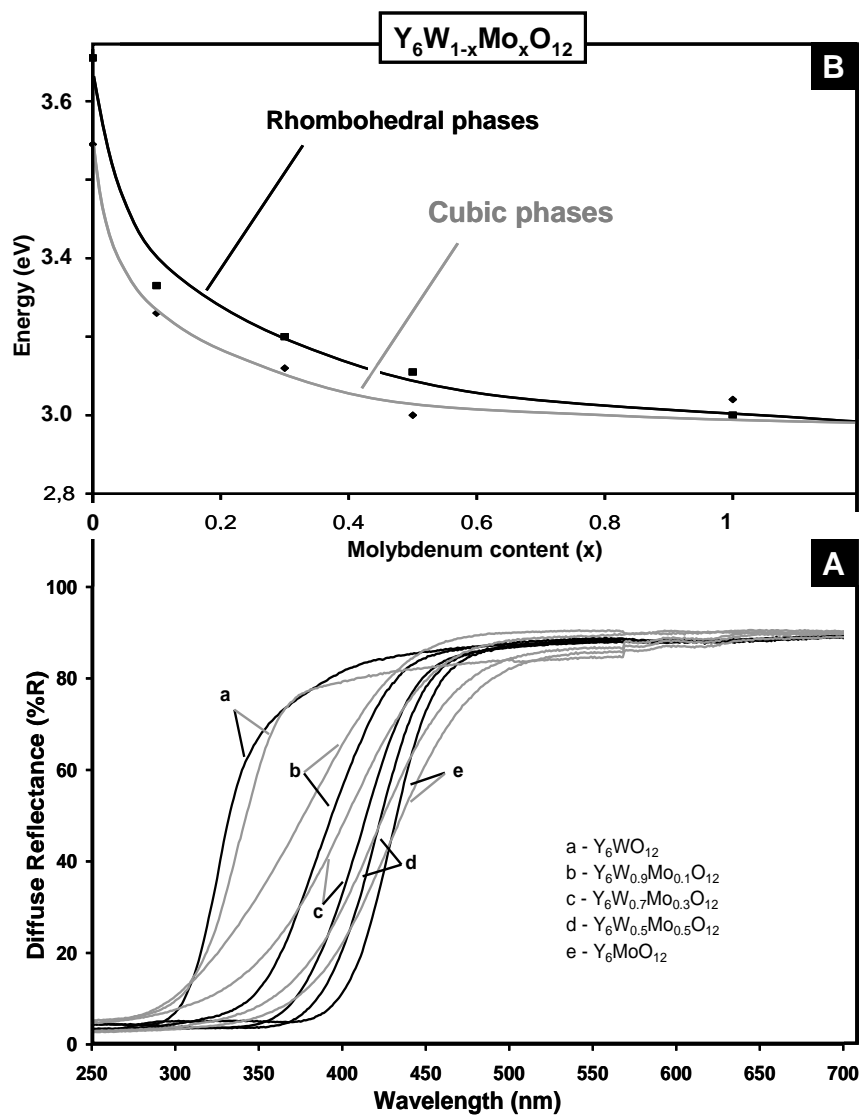 Y₆W₁₋ₓMoₓO₁₂
B
3.6
Rhombohedral phases
Cubic phases
3.4
Energy (eV)
3.0
2,8
0 0.2 0.4 0.6 0.8 1
Molybdenum content (x)
A
100
80
a
b
e
60
Diffuse Reflectance (%R)
d
40
c
a - Y₆WO₁₂
b - Y₆W₀.₉Mo₀.₁O₁₂
c - Y₆W₀.₇Mo₀.₃O₁₂
d - Y₆W₀.₅Mo₀.₅O₁₂
e - Y₆MoO₁₂
20
0
250 300 350 400 450 500 550 600 650 700
Wavelength (nm)